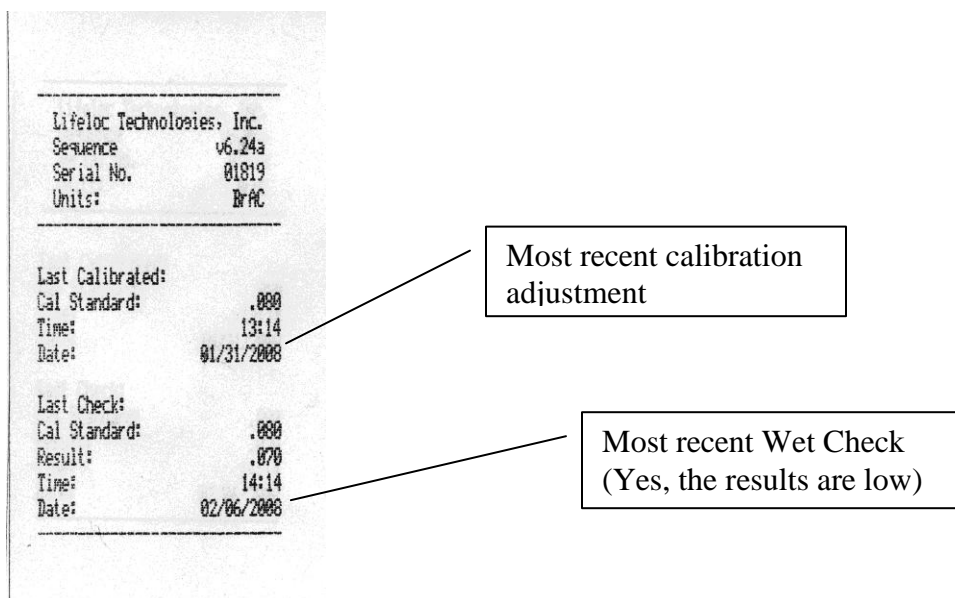 Lifeloc Technologies, Inc.
Sequence v6.24a
Serial No. 01819
Units: BrAC
Last Calibrated:
Cal Standard: .080
Time: 13:14
Date: 01/31/2008
Most recent calibration
adjustment
Last Check:
Cal Standard: .080
Result: .070
Time: 14:14
Date: 02/06/2008
Most recent Wet Check
(Yes, the results are low)